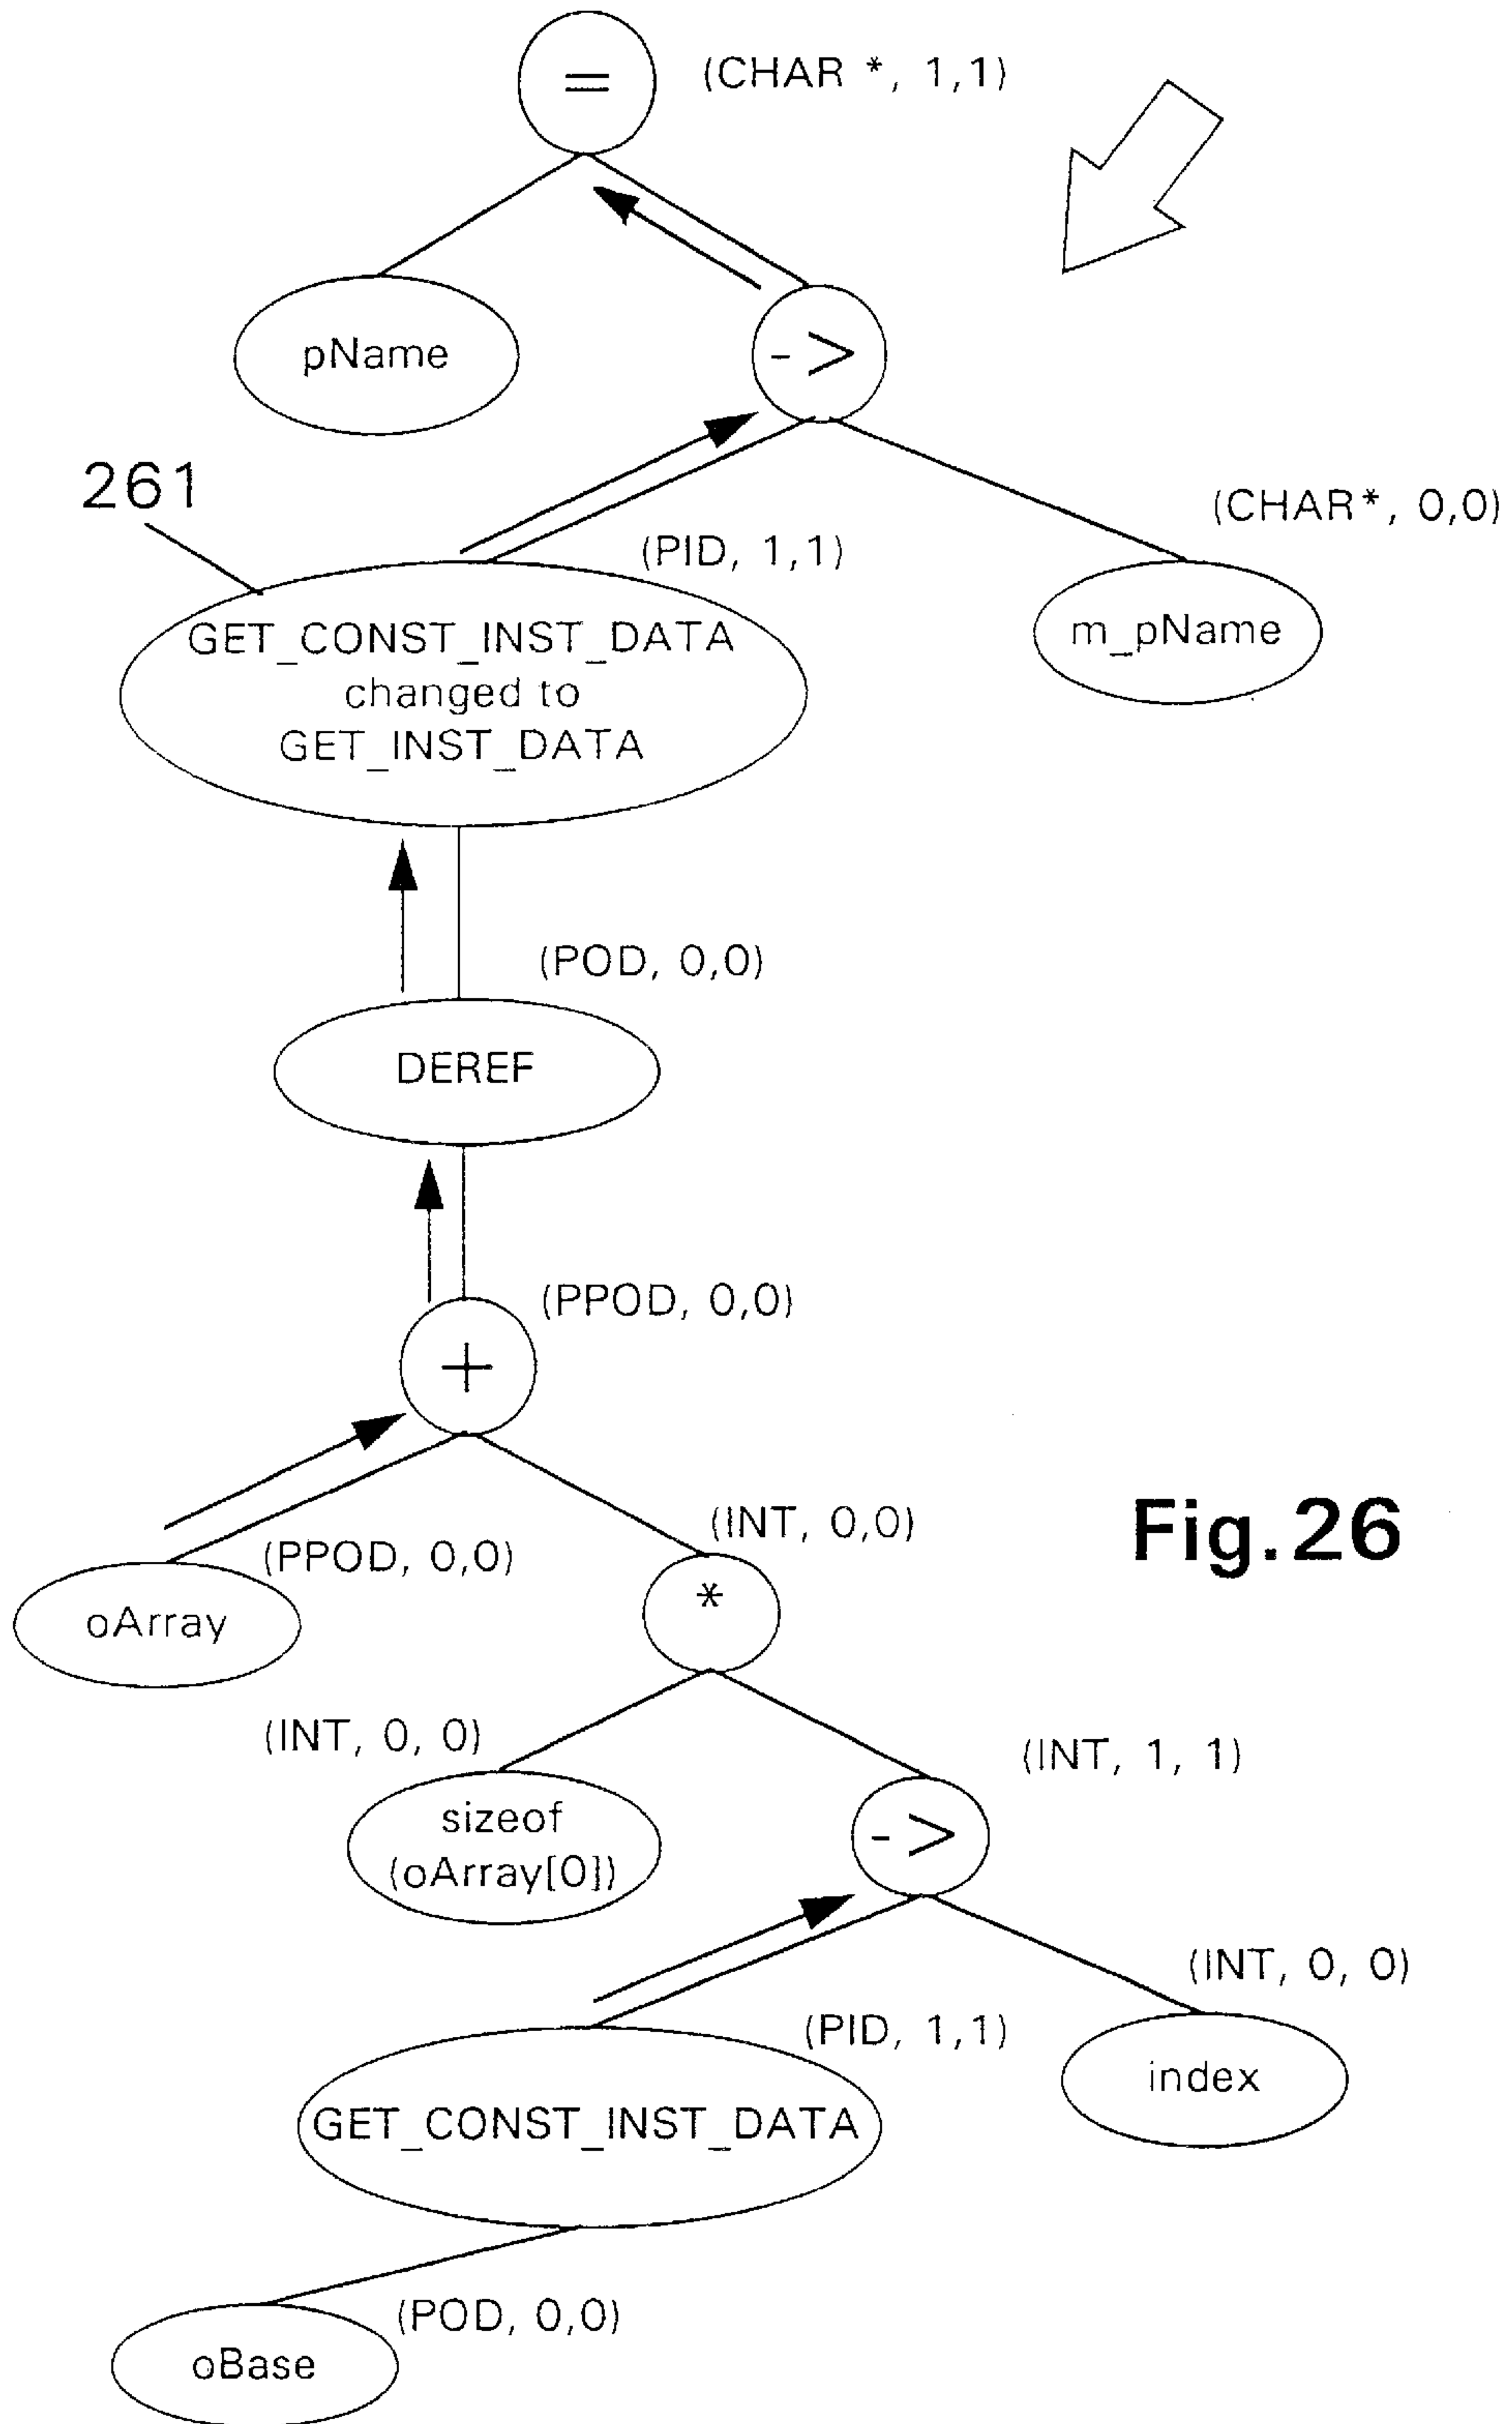 =
(CHAR *, 1,1)
pName
- >
261
(CHAR*, 0,0)
(PID, 1,1)
GET_CONST_INST_DATA
changed to
GET_INST_DATA
m_pName
(POD, 0,0)
DEREF
(PPOD, 0,0)
+
(INT, 0,0)
Fig.26
(PPOD, 0,0)
*
oArray
(INT, 0, 0)
(INT, 1, 1)
sizeof
(oArray[0])
- >
(INT, 0, 0)
(PID, 1,1)
index
GET_CONST_INST_DATA
(POD, 0,0)
oBase